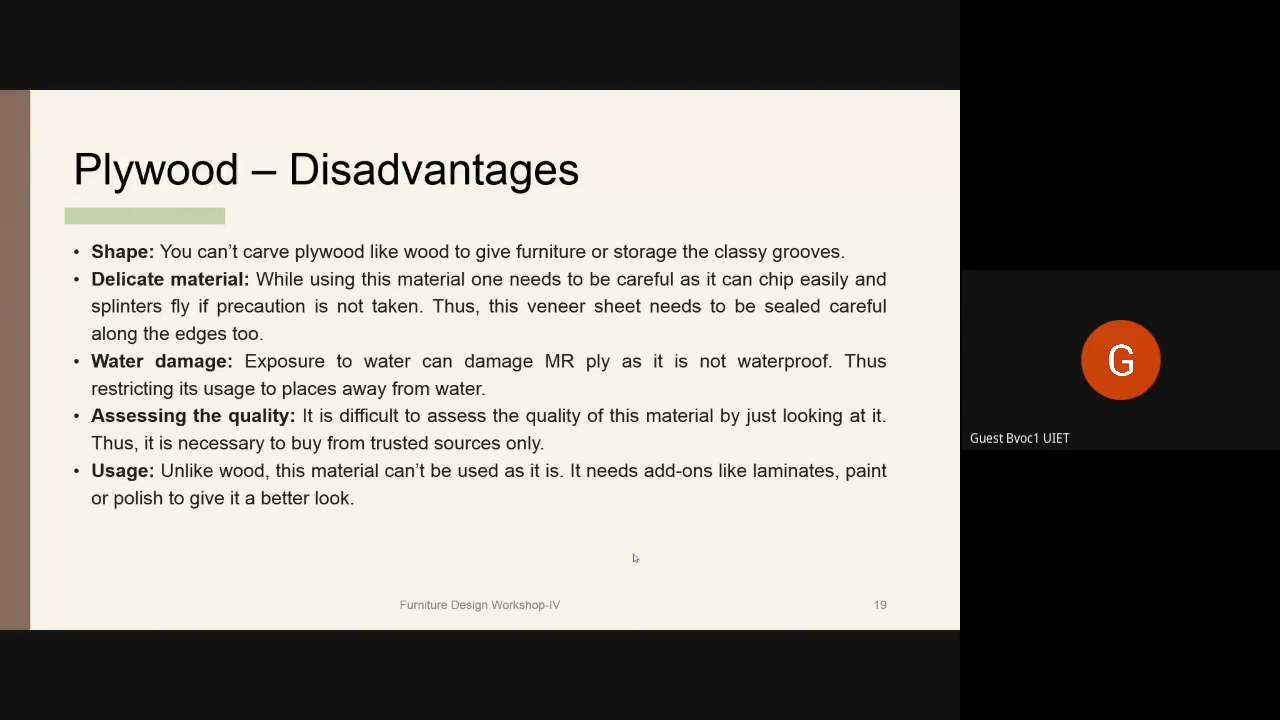 Plywood – Disadvantages
• Shape: You can’t carve plywood like wood to give furniture or storage the classy grooves.
• Delicate material: While using this material one needs to be careful as it can chip easily and
splinters fly if precaution is not taken. Thus, this veneer sheet needs to be sealed careful
along the edges too.
• Water damage: Exposure to water can damage MR ply as it is not waterproof. Thus
restricting its usage to places away from water.
• Assessing the quality: It is difficult to assess the quality of this material by just looking at it.
Thus, it is necessary to buy from trusted sources only.
• Usage: Unlike wood, this material can’t be used as it is. It needs add-ons like laminates, paint
or polish to give it a better look.
Furniture Design Workshop-IV
19
G
Guest Bvoc1 UIET